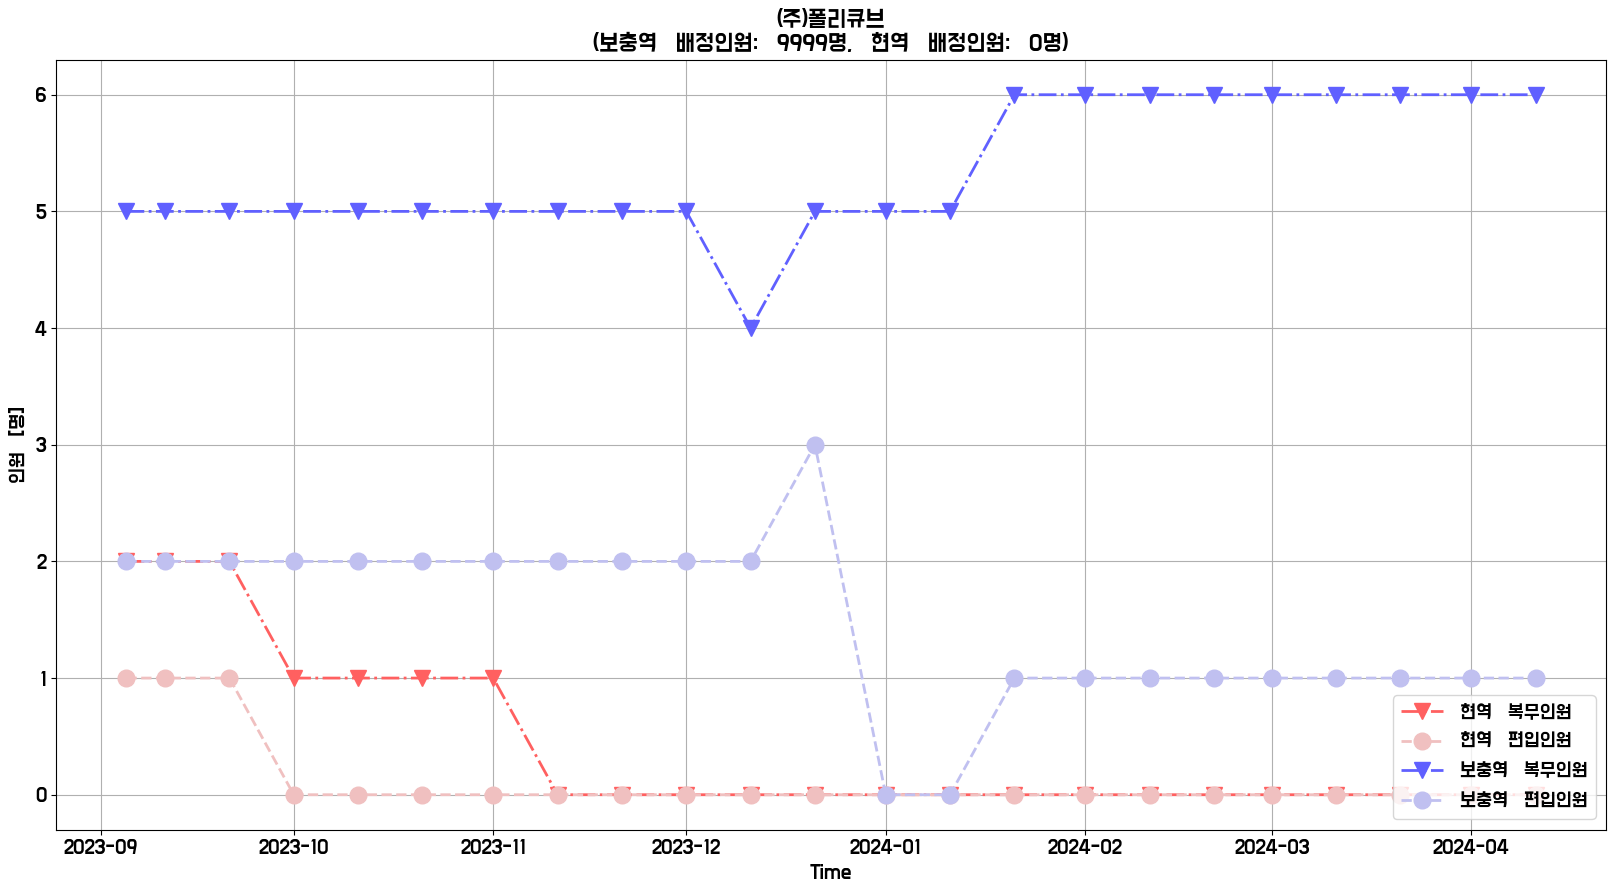 (주)폴리큐브
(보충역 배정인원: 9999명, 현역 배정인원: 0명)
인원 [명]
6
5
4
3
2
1
0
현역 복무인원
현역 편입인원
보충역 복무인원
보충역 편입인원
2023-09 2023-10 2023-11 2023-12 2024-01 2024-02 2024-03 2024-04
Time